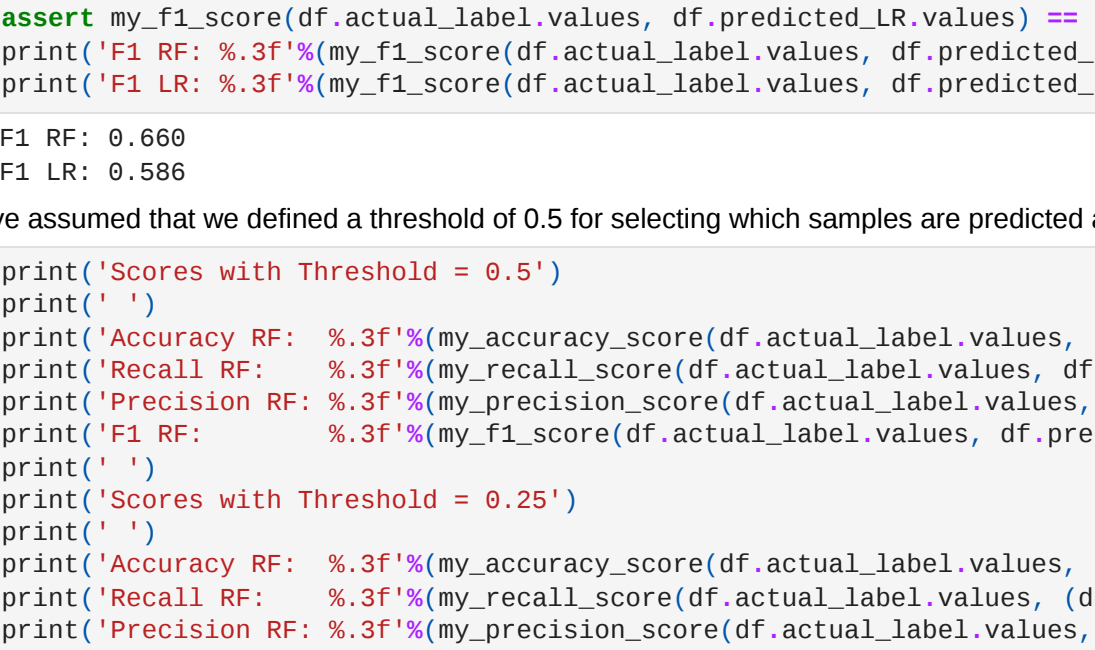 assert my_f1_score(df.actual_label.values, df.predicted_LR.values) ==
print('F1 RF: %.3f'%(my_f1_score(df.actual_label.values, df.predicted_
print('F1 LR: %.3f'%(my_f1_score(df.actual_label.values, df.predicted_
F1 RF: 0.660
F1 LR: 0.586
ve assumed that we defined a threshold of 0.5 for selecting which samples are predicted a
print('Scores with Threshold = 0.5')
print(' ')
print('Accuracy RF:  %.3f'%(my_accuracy_score(df.actual_label.values,
print('Recall RF:    %.3f'%(my_recall_score(df.actual_label.values, df
print('Precision RF: %.3f'%(my_precision_score(df.actual_label.values,
print('F1 RF:        %.3f'%(my_f1_score(df.actual_label.values, df.pre
print(' ')
print('Scores with Threshold = 0.25')
print(' ')
print('Accuracy RF:  %.3f'%(my_accuracy_score(df.actual_label.values,
print('Recall RF:    %.3f'%(my_recall_score(df.actual_label.values, (d
print('Precision RF: %.3f'%(my_precision_score(df.actual_label.values,